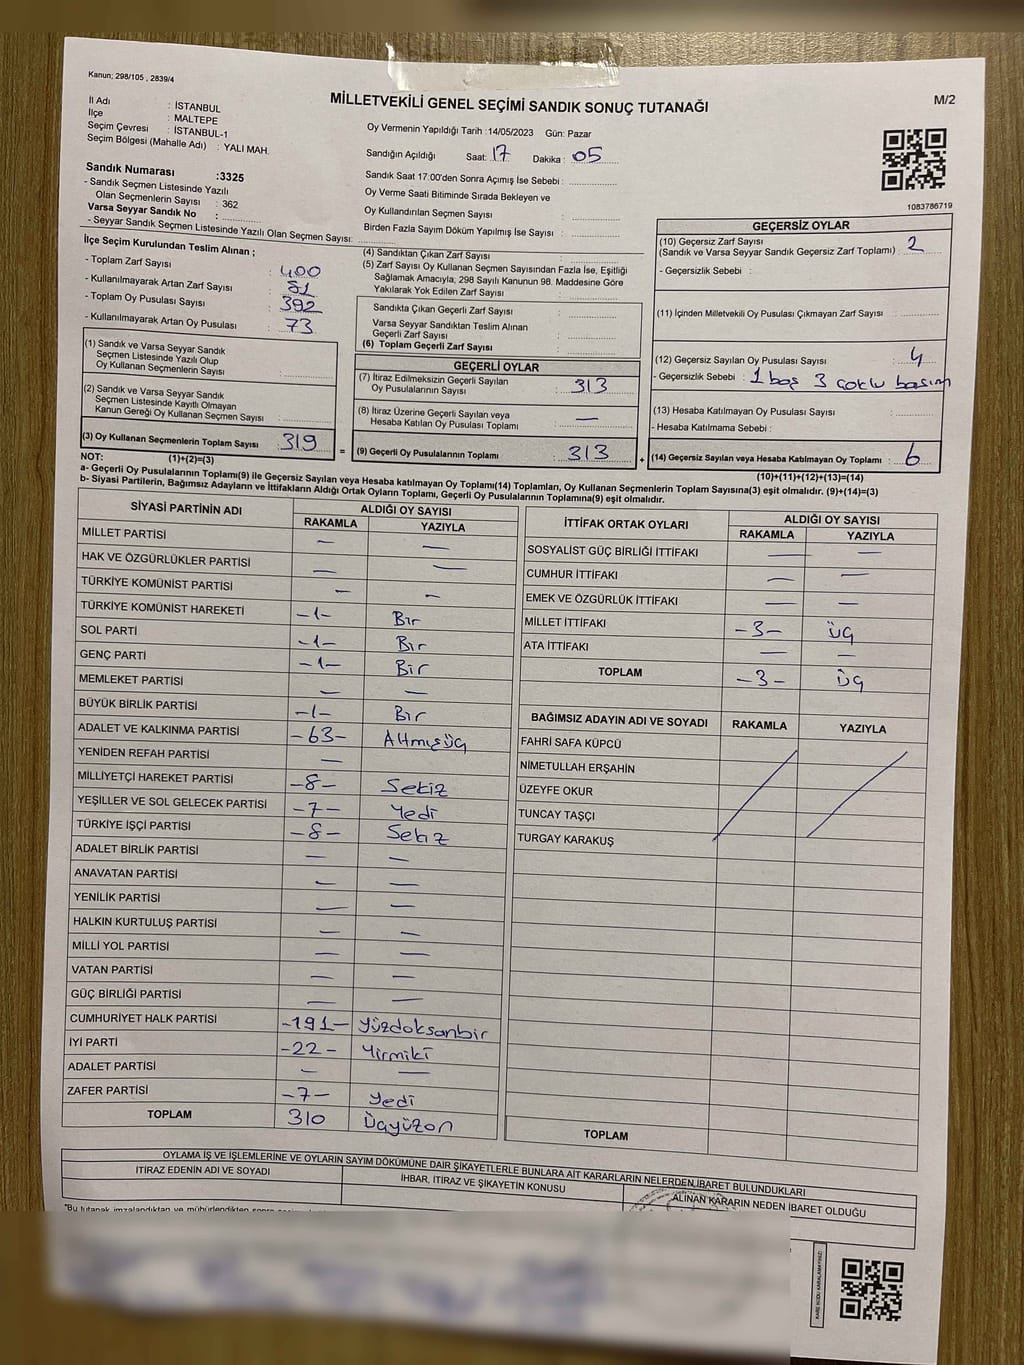 Kanun; 298/105 , 2839/4
MİLLETVEKİLİ GENEL SEÇİMİ SANDIK SONUÇ TUTANAĞI
M/2
İl Adı : İSTANBUL
İlçe : MALTEPE
Seçim Çevresi : İSTANBUL-1
Seçim Bölgesi (Mahalle Adı) : YALI MAH.
Oy Vermenin Yapıldığı Tarih :14/05/2023 Gün: Pazar
Sandığın Açıldığı Saat: 17 Dakika : 05
Sandık Saat 17:00'den Sonra Açımış İse Sebebi :
Oy Verme Saati Bitiminde Sırada Bekleyen ve
Oy Kullandırılan Seçmen Sayısı :
Birden Fazla Sayım Döküm Yapılmış İse Sayısı :
1083786719
Sandık Numarası :3325
- Sandık Seçmen Listesinde Yazılı
Olan Seçmenlerin Sayısı : 362
Varsa Seyyar Sandık No :
- Seyyar Sandık Seçmen Listesinde Yazılı Olan Seçmen Sayısı:
İlçe Seçim Kurulundan Teslim Alınan ;
- Toplam Zarf Sayısı : 400
- Kullanılmayarak Artan Zarf Sayısı : 81
- Toplam Oy Pusulası Sayısı : 392
- Kullanılmayarak Artan Oy Pusulası : 73
(1) Sandık ve Varsa Seyyar Sandık
Seçmen Listesinde Yazılı Olup
Oy Kullanan Seçmenlerin Sayısı :
(2) Sandık ve Varsa Seyyar Sandık
Seçmen Listesinde Kayıtlı Olmayan
Kanun Gereği Oy Kullanan Seçmen Sayısı :
(3) Oy Kullanan Seçmenlerin Toplam Sayısı : 319 =
(1)+(2)=(3)
(4) Sandıktan Çıkan Zarf Sayısı :
(5) Zarf Sayısı Oy Kullanan Seçmen Sayısından Fazla İse, Eşitliği
Sağlamak Amacıyla, 298 Sayılı Kanunun 98. Maddesine Göre
Yakılarak Yok Edilen Zarf Sayısı :
Sandıkta Çıkan Geçerli Zarf Sayısı :
Varsa Seyyar Sandıktan Teslim Alınan
Geçerli Zarf Sayısı :
(6) Toplam Geçerli Zarf Sayısı :
GEÇERLİ OYLAR
(7) İtiraz Edilmeksizin Geçerli Sayılan
Oy Pusulalarının Sayısı : 313
(8) İtiraz Üzerine Geçerli Sayılan veya
Hesaba Katılan Oy Pusulası Toplamı : —
(9) Geçerli Oy Pusulalarının Toplamı : 313 +
GEÇERSİZ OYLAR
(10) Geçersiz Zarf Sayısı
(Sandık ve Varsa Seyyar Sandık Geçersiz Zarf Toplamı) : 2
- Geçersizlik Sebebi :
(11) İçinden Milletvekili Oy Pusulası Çıkmayan Zarf Sayısı :
(12) Geçersiz Sayılan Oy Pusulası Sayısı : 4
- Geçersizlik Sebebi : 1 boş 3 çoklu basım
(13) Hesaba Katılmayan Oy Pusulası Sayısı :
- Hesaba Katılmama Sebebi :
(14) Geçersiz Sayılan veya Hesaba Katılmayan Oy Toplamı : 6
(10)+(11)+(12)+(13)=(14)
NOT:
a- Geçerli Oy Pusulalarının Toplamı(9) ile Geçersiz Sayılan veya Hesaba katılmayan Oy Toplamı(14) Toplamları, Oy Kullanan Seçmenlerin Toplam Sayısına(3) eşit olmalıdır. (9)+(14)=(3)
b- Siyasi Partilerin, Bağımsız Adayların ve İttifakların Aldığı Ortak Oyların Toplamı, Geçerli Oy Pusulalarının Toplamına(9) eşit olmalıdır.
SİYASİ PARTİNİN ADI ALDIĞI OY SAYISI
RAKAMLA YAZIYLA
MİLLET PARTİSİ — —
HAK VE ÖZGÜRLÜKLER PARTİSİ — —
TÜRKİYE KOMÜNİST PARTİSİ — —
TÜRKİYE KOMÜNİST HAREKETİ -1- Bir
SOL PARTİ -1- Bir
GENÇ PARTİ -1- Bir
MEMLEKET PARTİSİ — —
BÜYÜK BİRLİK PARTİSİ -1- Bir
ADALET VE KALKINMA PARTİSİ -63- Altmışüç
YENİDEN REFAH PARTİSİ —
MİLLİYETÇİ HAREKET PARTİSİ -8- Sekiz
YEŞİLLER VE SOL GELECEK PARTİSİ -7- Yedi
TÜRKİYE İŞÇİ PARTİSİ -8- Sekiz
ADALET BİRLİK PARTİSİ — —
ANAVATAN PARTİSİ — —
YENİLİK PARTİSİ — —
HALKIN KURTULUŞ PARTİSİ — —
MİLLİ YOL PARTİSİ — —
VATAN PARTİSİ — —
GÜÇ BİRLİĞİ PARTİSİ — —
CUMHURİYET HALK PARTİSİ -191- Yüzdoksanbir
İYİ PARTİ -22- Yirmiki
ADALET PARTİSİ — —
ZAFER PARTİSİ -7- Yedi
TOPLAM 310 Üçyüzon
İTTİFAK ORTAK OYLARI ALDIĞI OY SAYISI
RAKAMLA YAZIYLA
SOSYALİST GÜÇ BİRLİĞİ İTTİFAKI — —
CUMHUR İTTİFAKI — —
EMEK VE ÖZGÜRLÜK İTTİFAKI — —
MİLLET İTTİFAKI -3- Üç
ATA İTTİFAKI — —
TOPLAM -3- Üç
BAĞIMSIZ ADAYIN ADI VE SOYADI RAKAMLA YAZIYLA
FAHRİ SAFA KÜPCÜ
NİMETULLAH ERŞAHİN
ÜZEYFE OKUR
TUNCAY TAŞÇI
TURGAY KARAKUŞ
TOPLAM
OYLAMA İŞ VE İŞLEMLERİNE VE OYLARIN SAYIM DÖKÜMÜNE DAİR ŞİKAYETLERLE BUNLARA AİT KARARLARIN NELERDEN İBARET BULUNDUKLARI
İTİRAZ EDENİN ADI VE SOYADI İHBAR, İTİRAZ VE ŞİKAYETİN KONUSU ALINAN KARARIN NEDEN İBARET OLDUĞU
"Bu tutanak imzalandıktan ve mühürlendikten sonra
KARE KODU KARALAMAYINIZ!